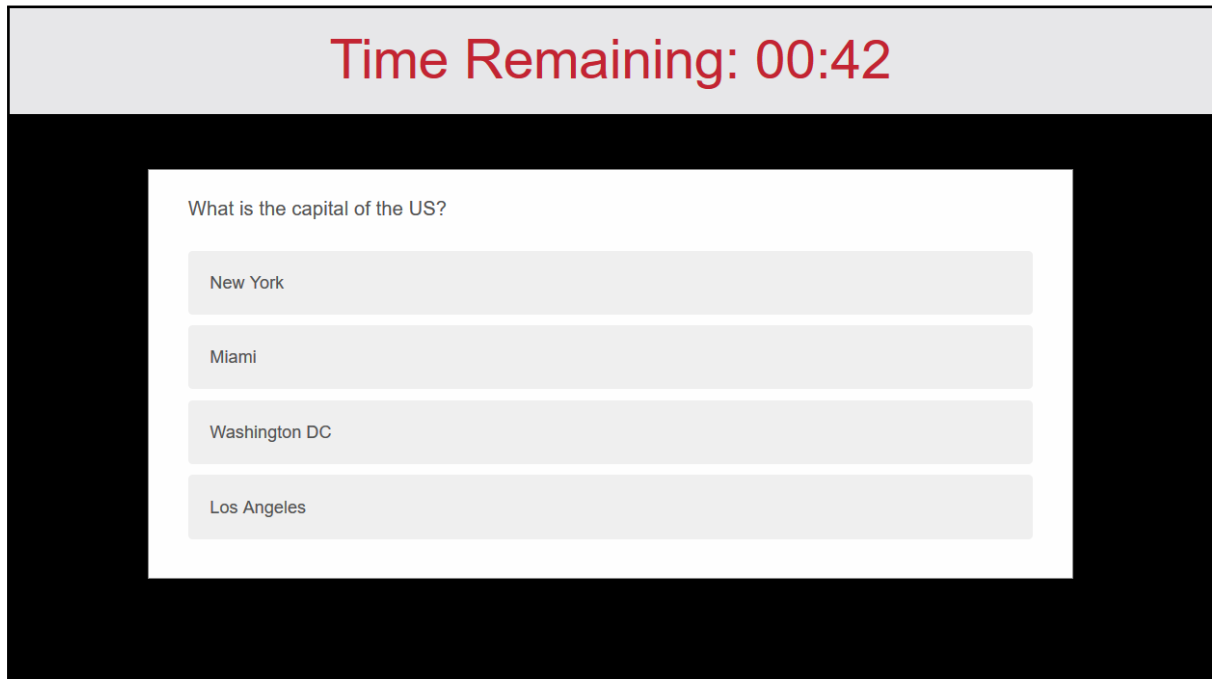 Time Remaining: 00:42
What is the capital of the US?
New York
Miami
Washington DC
Los Angeles